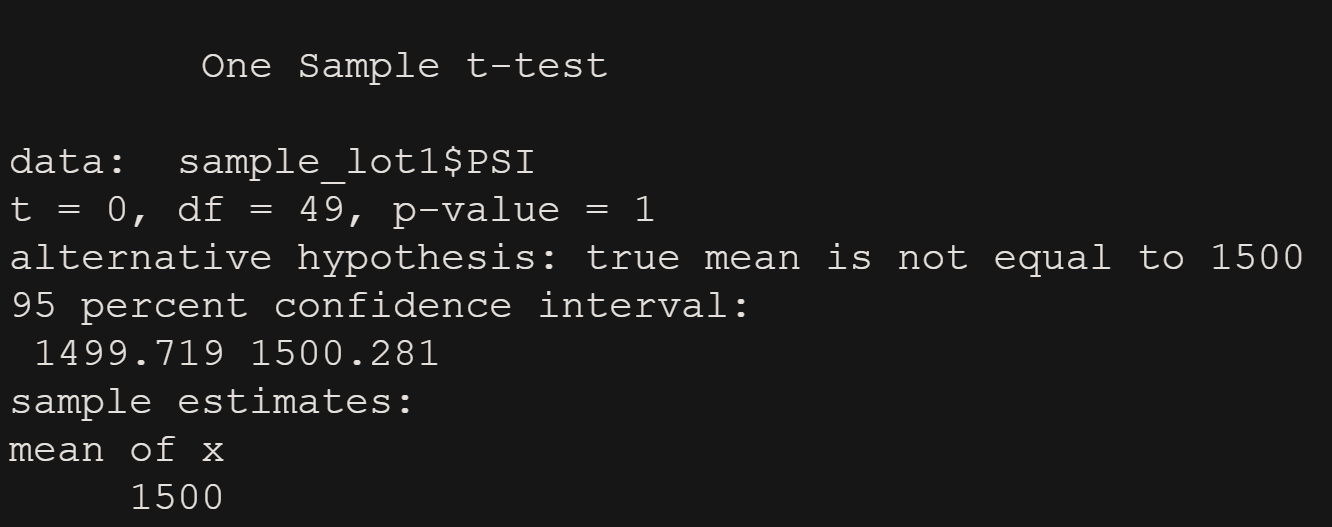 One Sample t-test
data:  sample_lot1$PSI
t = 0, df = 49, p-value = 1
alternative hypothesis: true mean is not equal to 1500
95 percent confidence interval:
 1499.719 1500.281
sample estimates:
mean of x
     1500